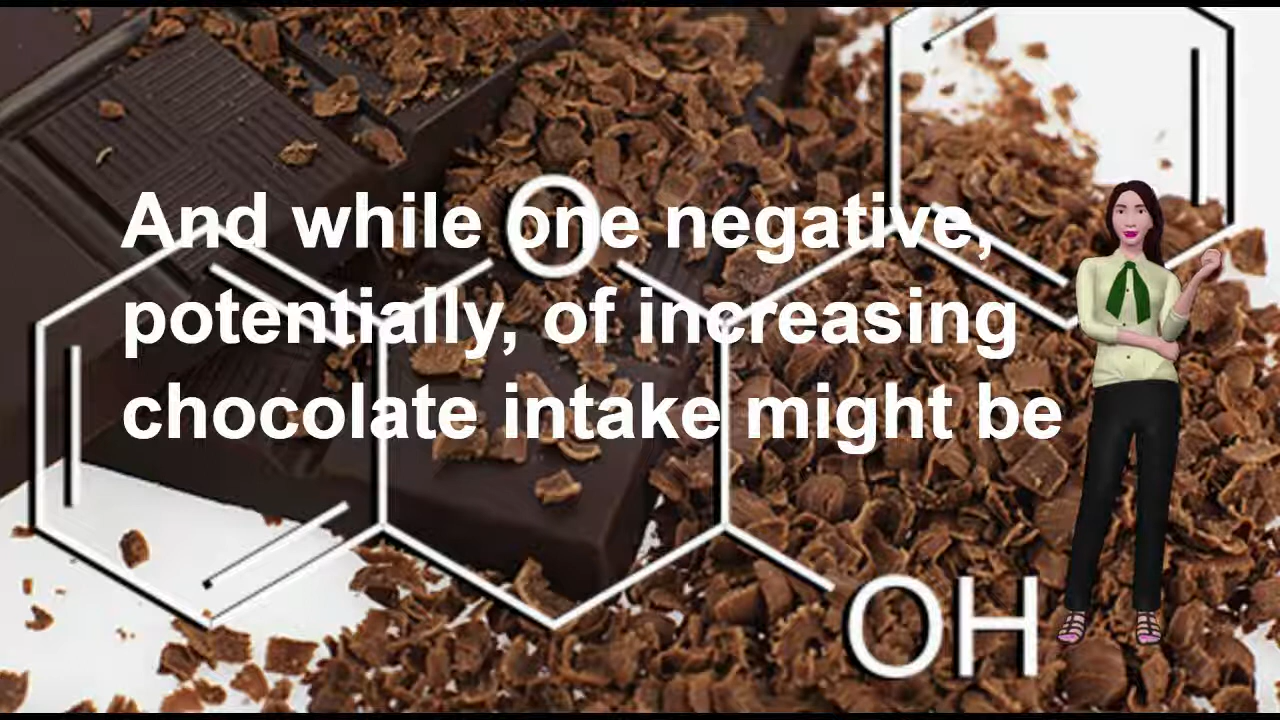 And while one negative,
potentially, of increasing
chocolate intake might be
O
OH